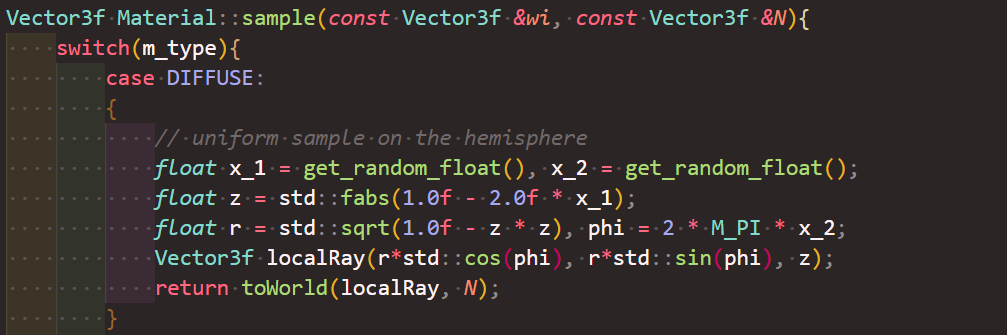 Vector3f Material::sample(const Vector3f &wi, const Vector3f &N){
    switch(m_type){
        case DIFFUSE:
        {
            // uniform sample on the hemisphere
            float x_1 = get_random_float(), x_2 = get_random_float();
            float z = std::fabs(1.0f - 2.0f * x_1);
            float r = std::sqrt(1.0f - z * z), phi = 2 * M_PI * x_2;
            Vector3f localRay(r*std::cos(phi), r*std::sin(phi), z);
            return toWorld(localRay, N);
        }